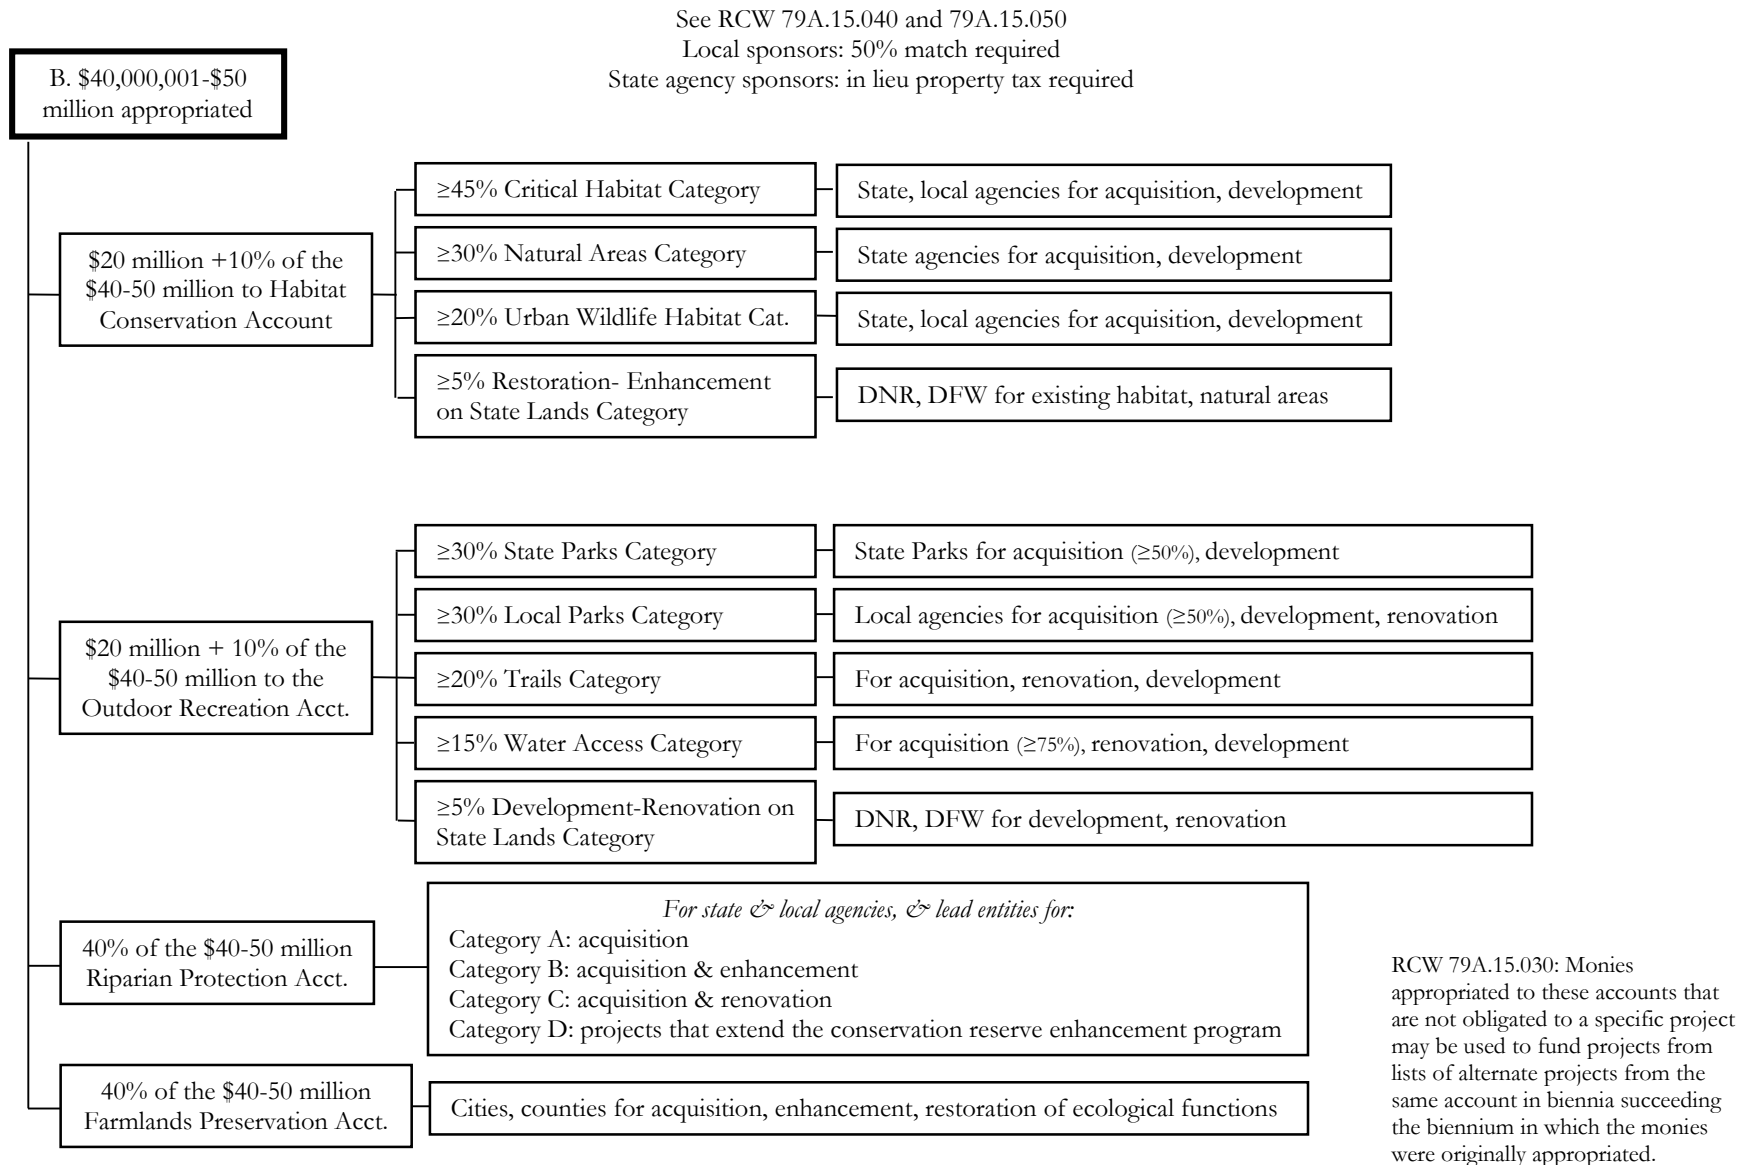 See RCW 79A.15.040 and 79A.15.050
Local sponsors: 50% match required
State agency sponsors: in lieu property tax required
B. $40,000,001-$50
million appropriated
$20 million +10% of the
$40-50 million to Habitat
Conservation Account
≥45% Critical Habitat Category
State, local agencies for acquisition, development
≥30% Natural Areas Category
State agencies for acquisition, development
≥20% Urban Wildlife Habitat Cat.
State, local agencies for acquisition, development
≥5% Restoration- Enhancement
on State Lands Category
DNR, DFW for existing habitat, natural areas
$20 million + 10% of the
$40-50 million to the
Outdoor Recreation Acct.
≥30% State Parks Category
State Parks for acquisition (≥50%), development
≥30% Local Parks Category
Local agencies for acquisition (≥50%), development, renovation
≥20% Trails Category
For acquisition, renovation, development
≥15% Water Access Category
For acquisition (≥75%), renovation, development
≥5% Development-Renovation on
State Lands Category
DNR, DFW for development, renovation
40% of the $40-50 million
Riparian Protection Acct.
For state & local agencies, & lead entities for:
Category A: acquisition
Category B: acquisition & enhancement
Category C: acquisition & renovation
Category D: projects that extend the conservation reserve enhancement program
40% of the $40-50 million
Farmlands Preservation Acct.
Cities, counties for acquisition, enhancement, restoration of ecological functions
RCW 79A.15.030: Monies
appropriated to these accounts that
are not obligated to a specific project
may be used to fund projects from
lists of alternate projects from the
same account in biennia succeeding
the biennium in which the monies
were originally appropriated.